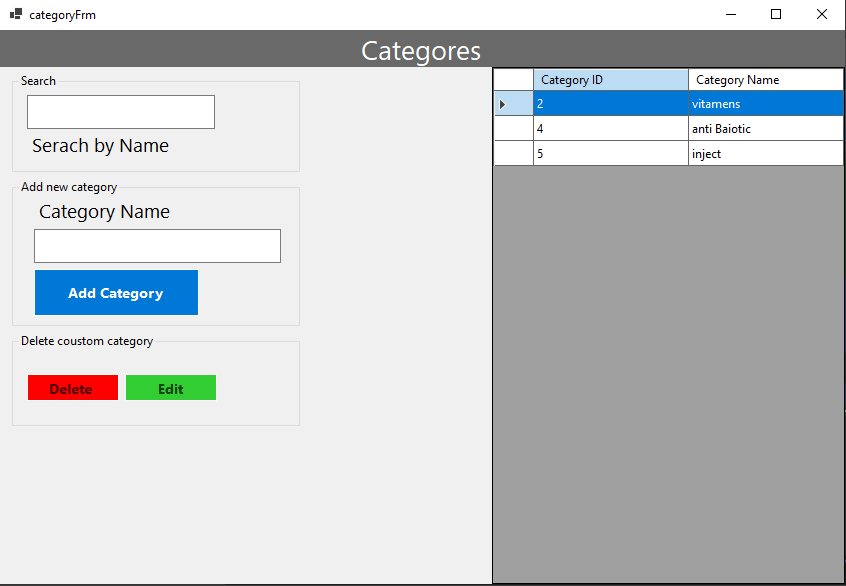 categoryFrm
Categores
Search
Serach by Name
Add new category
Category Name
Add Category
Delete coustom category
Delete Edit
Category ID Category Name
2 vitamens
4 anti Baiotic
5 inject